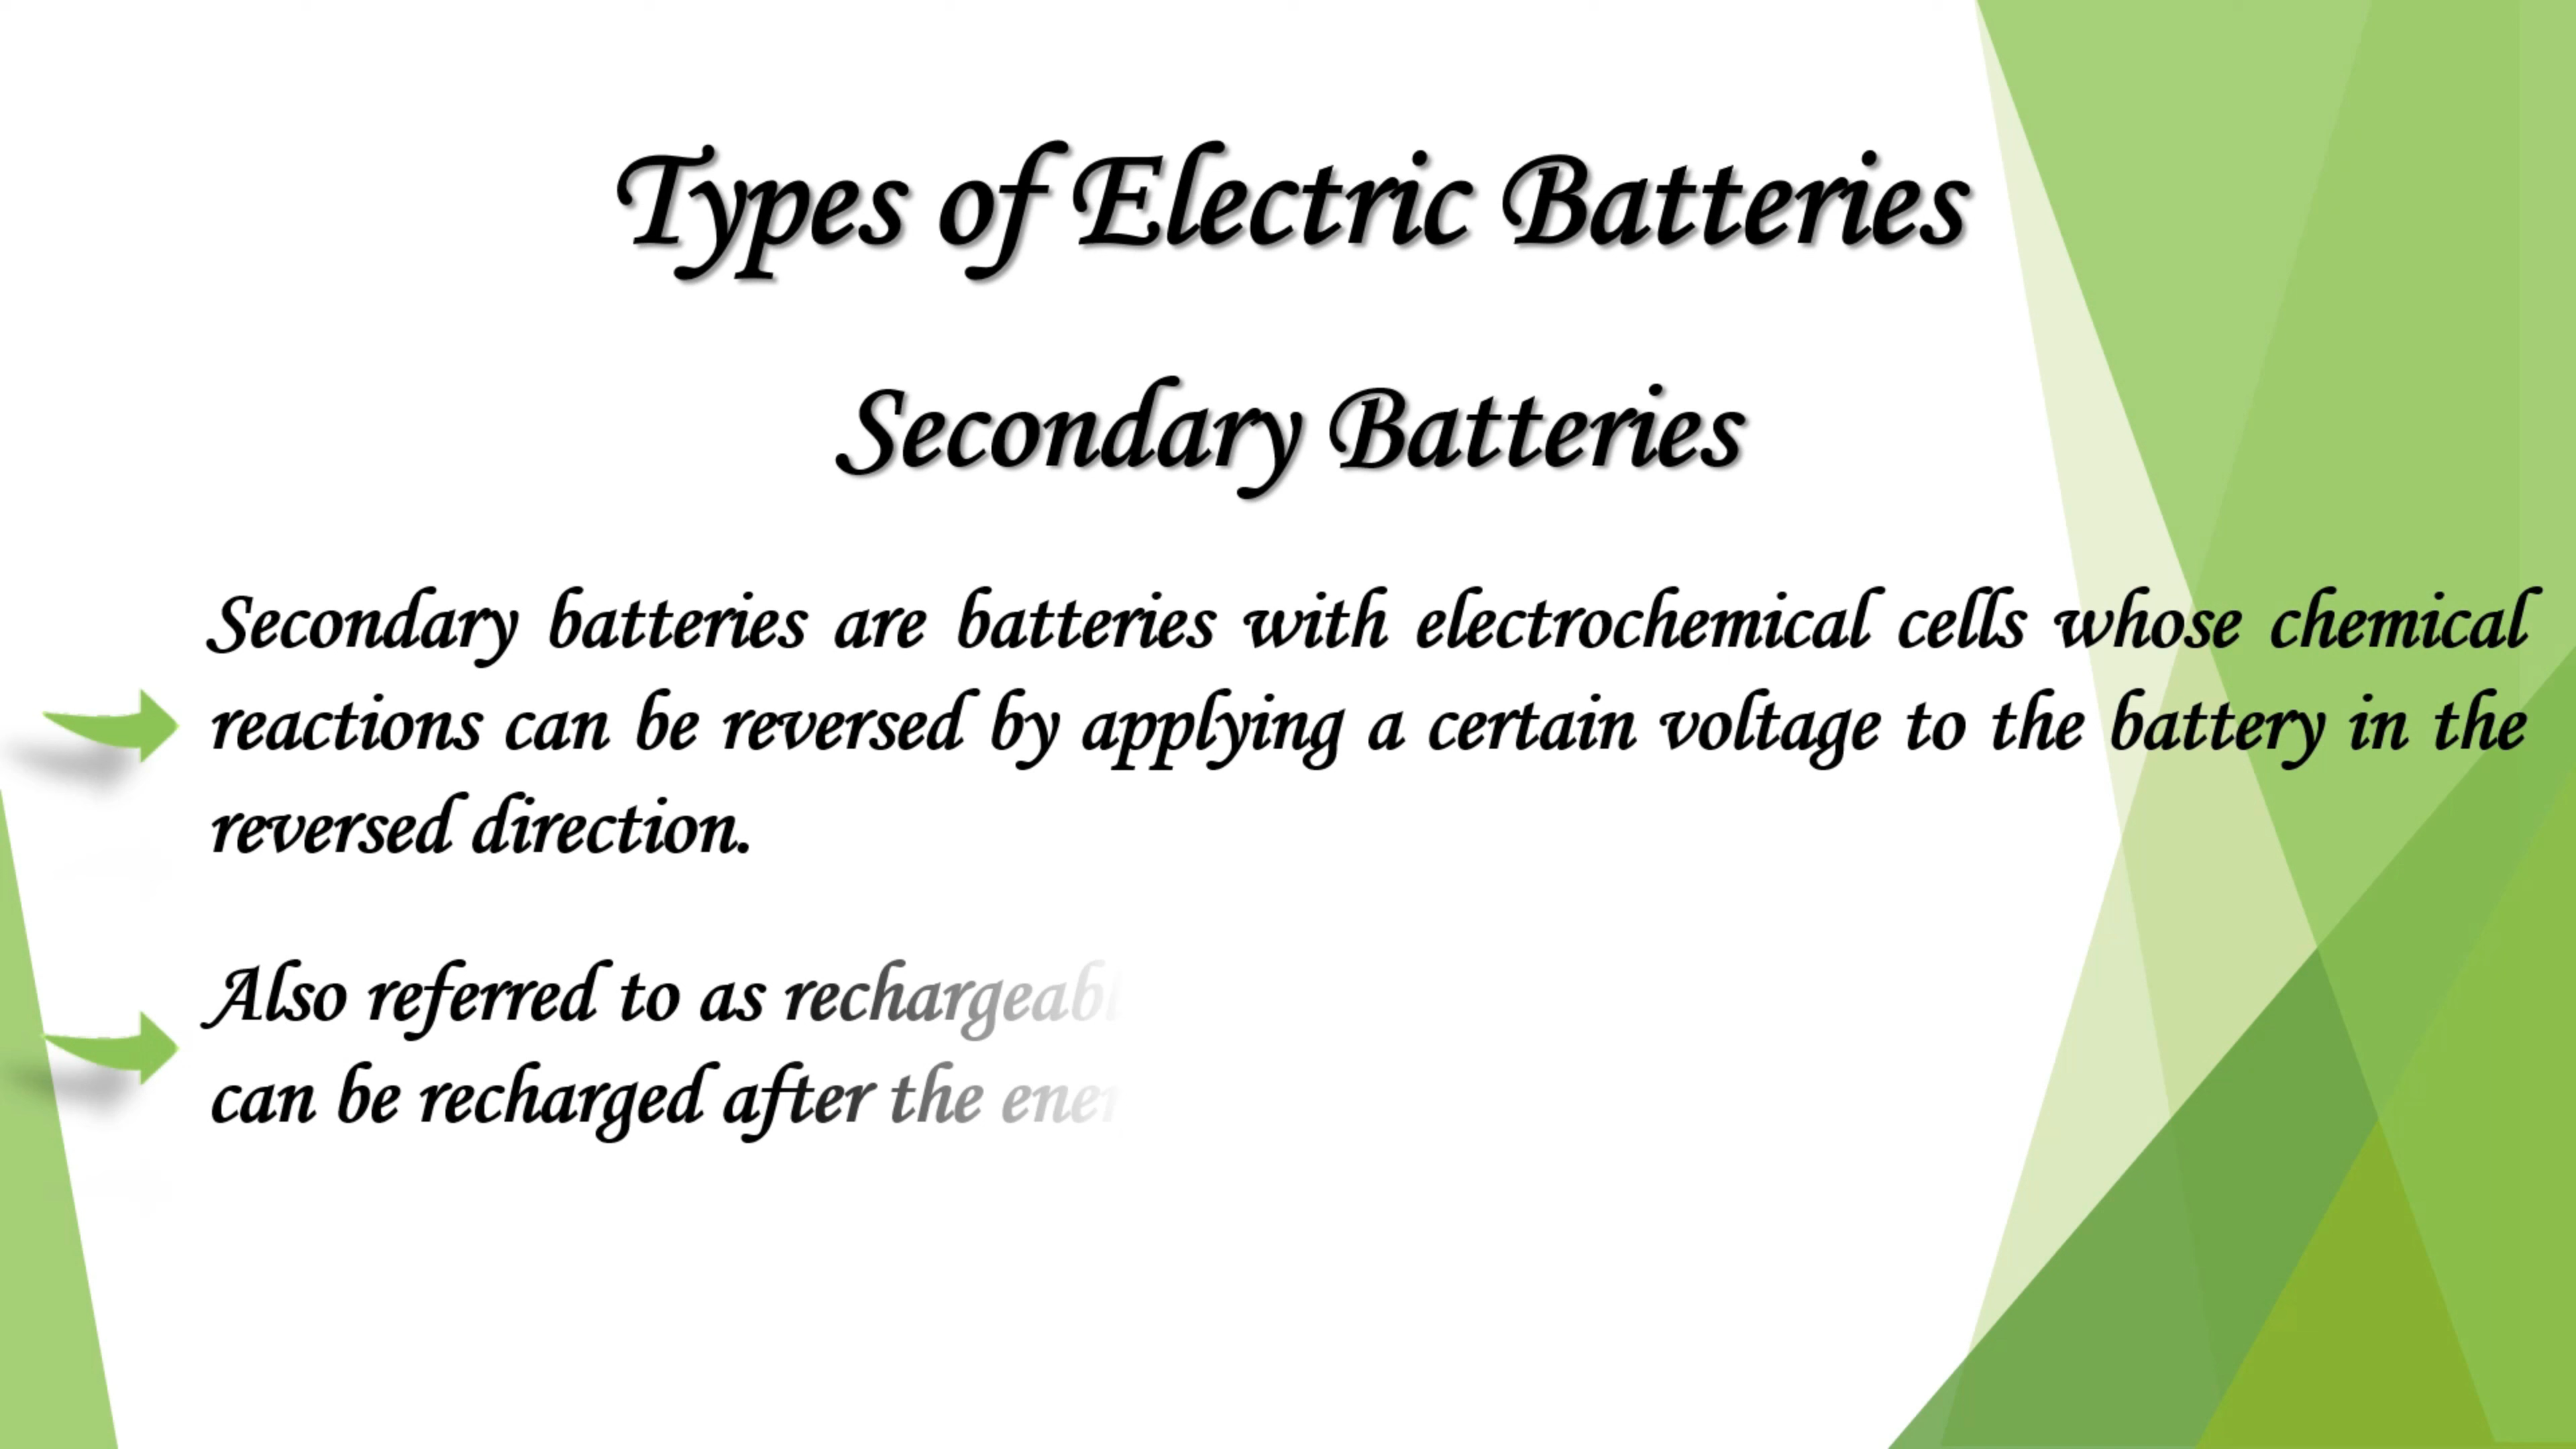 Types of Electric Batteries
Secondary Batteries
Secondary batteries are batteries with electrochemical cells whose chemical
reactions can be reversed by applying a certain voltage to the battery in the
reversed direction.
Also referred to as
can be recharged after the